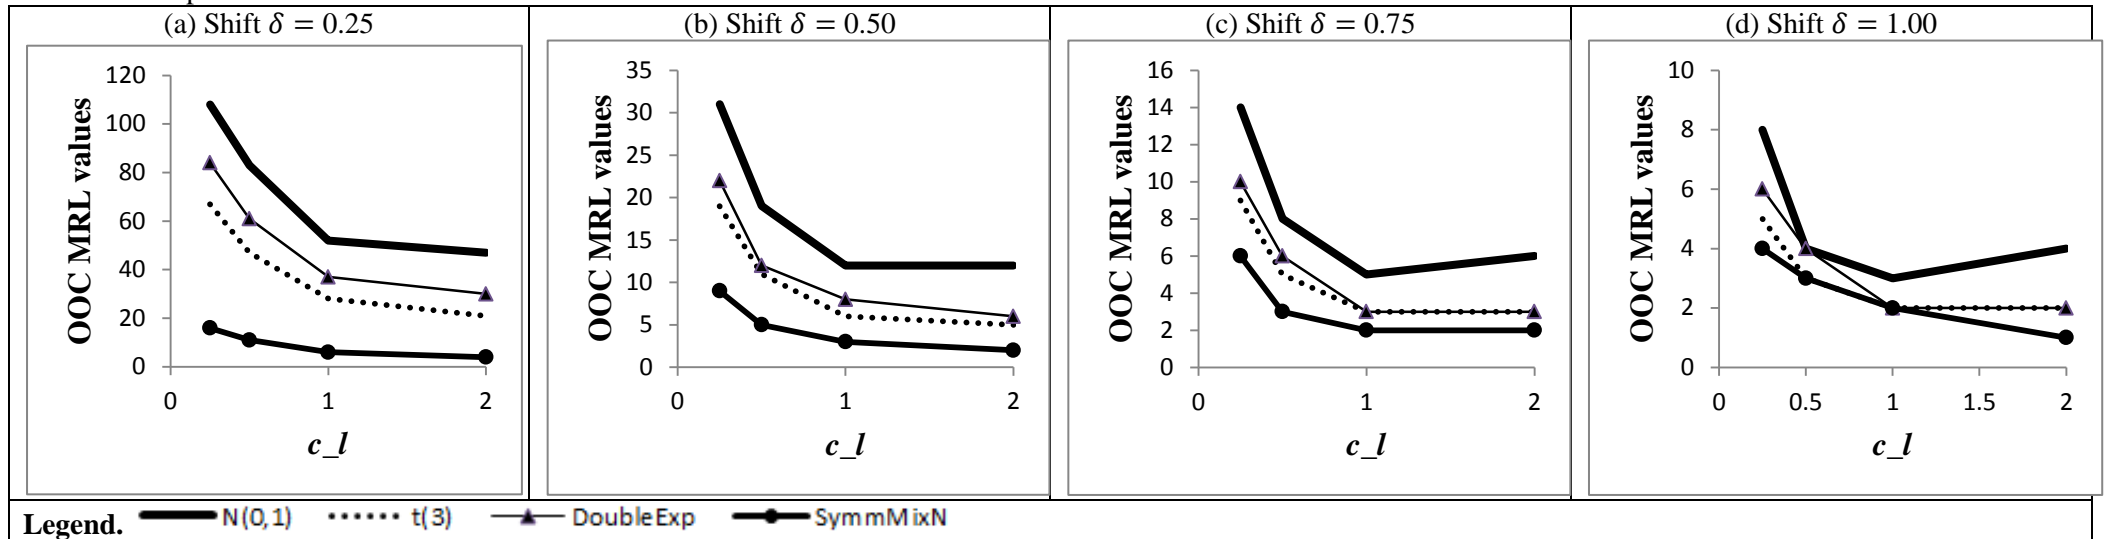 (a) Shift δ = 0.25
(b) Shift δ = 0.50
(c) Shift δ = 0.75
(d) Shift δ = 1.00
OOC MRL values
120
100
80
60
40
20
0
0 1 2
c_l
OOC MRL values
35
30
25
20
15
10
5
0
0 1 2
c_l
OOC MRL values
16
14
12
10
8
6
4
2
0
0 1 2
c_l
OOC MRL values
10
8
6
4
2
0
0 0.5 1 1.5 2
c_l
Legend. N(0,1) t(3) DoubleExp SymmMixN